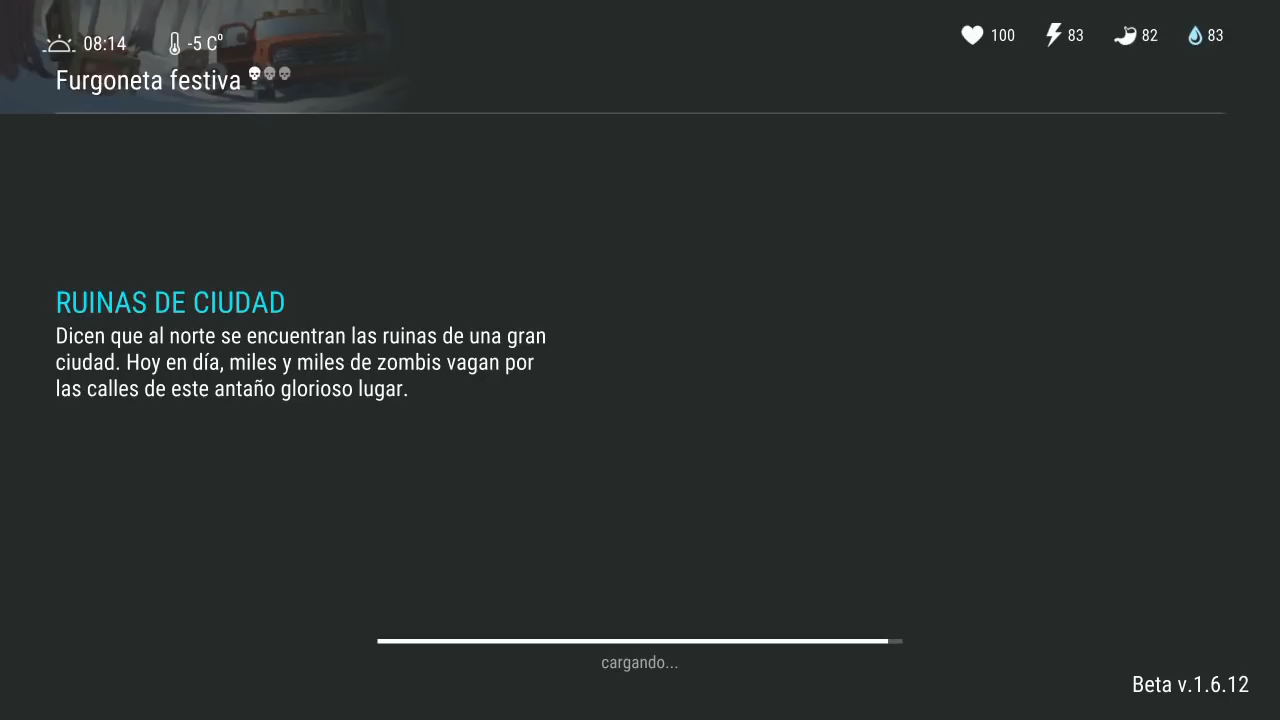 08:14 -5 C°
100 83 82 83
Furgoneta festiva
RUINAS DE CIUDAD
Dicen que al norte se encuentran las ruinas de una gran
ciudad. Hoy en día, miles y miles de zombis vagan por
las calles de este antaño glorioso lugar.
cargando...
Beta v.1.6.12